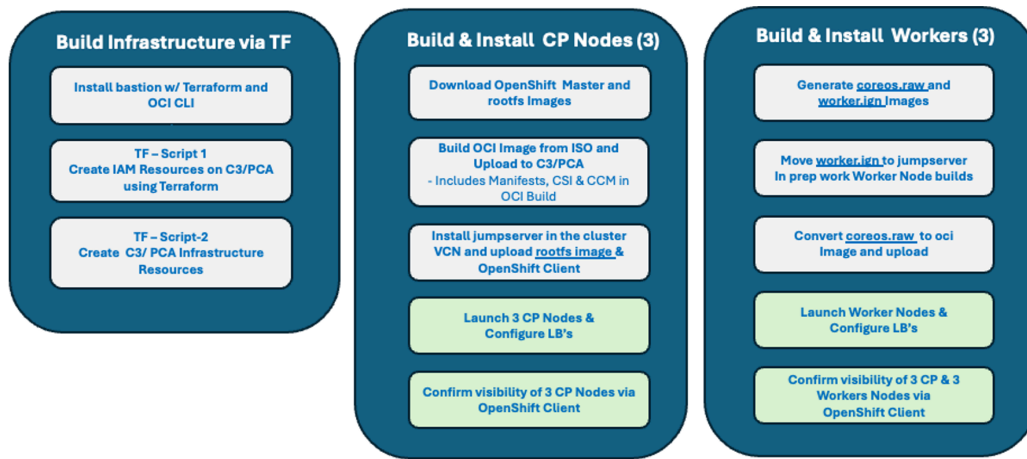 Build Infrastructure via TF
Install bastion w/ Terraform and
OCI CLI
TF – Script 1
Create IAM Resources on C3/PCA
using Terraform
TF – Script-2
Create C3/ PCA Infrastructure
Resources
Build & Install CP Nodes (3)
Download OpenShift Master and
rootfs Images
Build OCI Image from ISO and
Upload to C3/PCA
- Includes Manifests, CSI & CCM in
OCI Build
Install jumpserver in the cluster
VCN and upload rootfs image &
OpenShift Client
Launch 3 CP Nodes &
Configure LB's
Confirm visibility of 3 CP Nodes via
OpenShift Client
Build & Install Workers (3)
Generate coreos.raw and
worker.ign Images
Move worker.ign to jumpserver
In prep work Worker Node builds
Convert coreos.raw to oci
Image and upload
Launch Worker Nodes &
Configure LB's
Confirm visibility of 3 CP & 3
Workers Nodes via
OpenShift Client